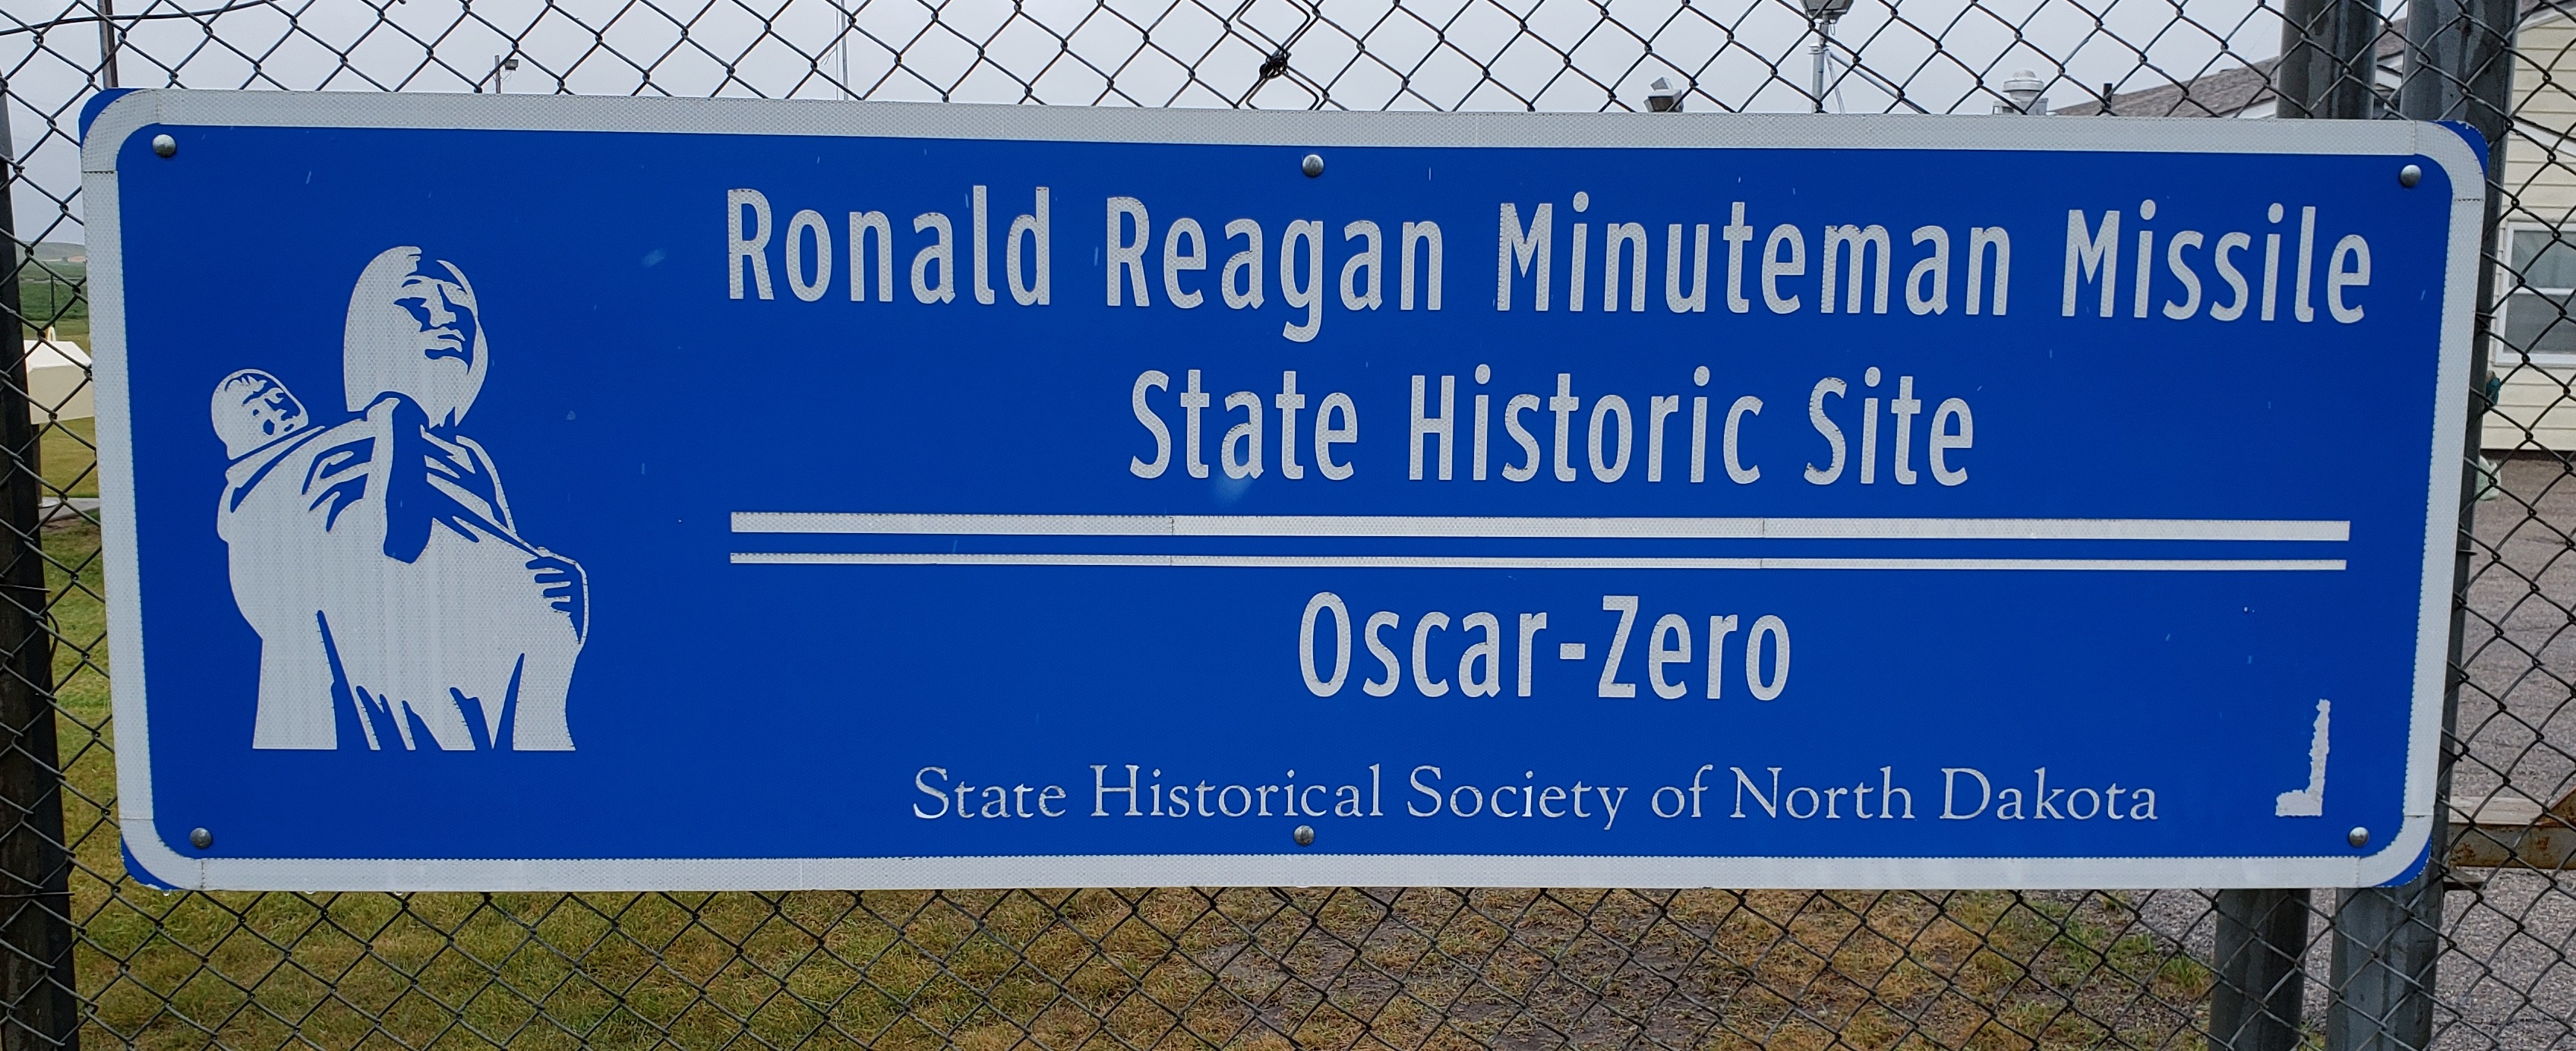 Ronald Reagan Minuteman Missile
State Historic Site
Oscar-Zero
State Historical Society of North Dakota